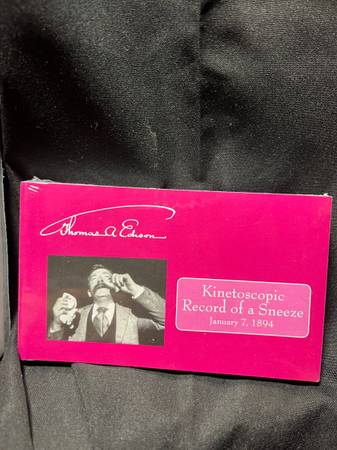 Thomas A Edison
Kinetoscopic
Record of a Sneeze
January 7, 1894